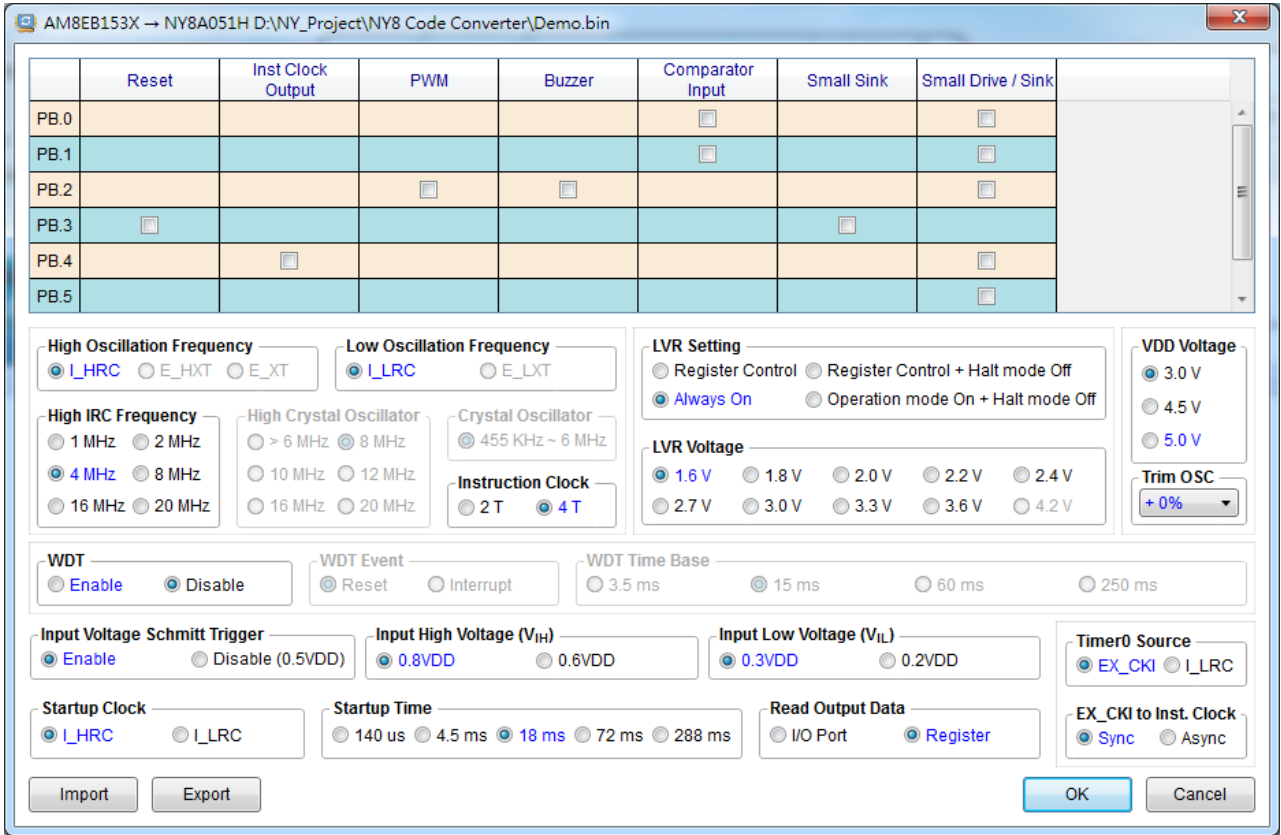 AM8EB153X → NY8A051H D:\NY_Project\NY8 Code Converter\Demo.bin
Reset Inst Clock Output PWM Buzzer Comparator Input Small Sink Small Drive / Sink
PB.0
PB.1
PB.2
PB.3
PB.4
PB.5
High Oscillation Frequency
I_HRC E_HXT E_XT
Low Oscillation Frequency
I_LRC E_LXT
High IRC Frequency
1 MHz 2 MHz
4 MHz 8 MHz
16 MHz 20 MHz
High Crystal Oscillator
> 6 MHz 8 MHz
10 MHz 12 MHz
16 MHz 20 MHz
Crystal Oscillator
455 KHz ~ 6 MHz
Instruction Clock
2 T 4 T
LVR Setting
Register Control Register Control + Halt mode Off
Always On Operation mode On + Halt mode Off
LVR Voltage
1.6 V 1.8 V 2.0 V 2.2 V 2.4 V
2.7 V 3.0 V 3.3 V 3.6 V 4.2 V
VDD Voltage
3.0 V
4.5 V
5.0 V
Trim OSC
+ 0%
WDT
Enable Disable
WDT Event
Reset Interrupt
WDT Time Base
3.5 ms 15 ms 60 ms 250 ms
Input Voltage Schmitt Trigger
Enable Disable (0.5VDD)
Input High Voltage (VIH)
0.8VDD 0.6VDD
Input Low Voltage (VIL)
0.3VDD 0.2VDD
Timer0 Source
EX_CKI I_LRC
Startup Clock
I_HRC I_LRC
Startup Time
140 us 4.5 ms 18 ms 72 ms 288 ms
Read Output Data
I/O Port Register
EX_CKI to Inst. Clock
Sync Async
Import Export OK Cancel